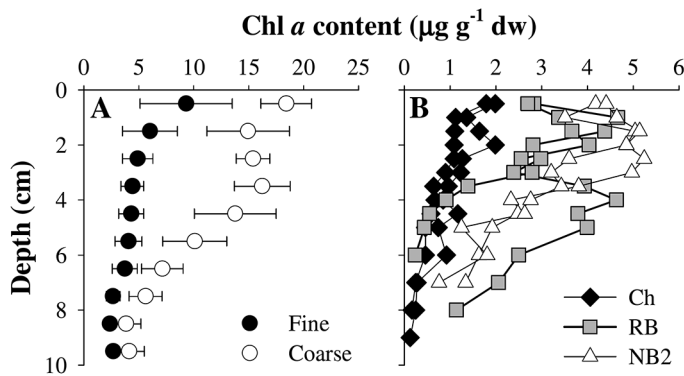 Chl a content (μg g-1 dw)
0 5 10 15 20 25
0 1 2 3 4 5 6
A
B
Depth (cm)
0
2
4
6
8
10
Fine
Coarse
Ch
RB
NB2